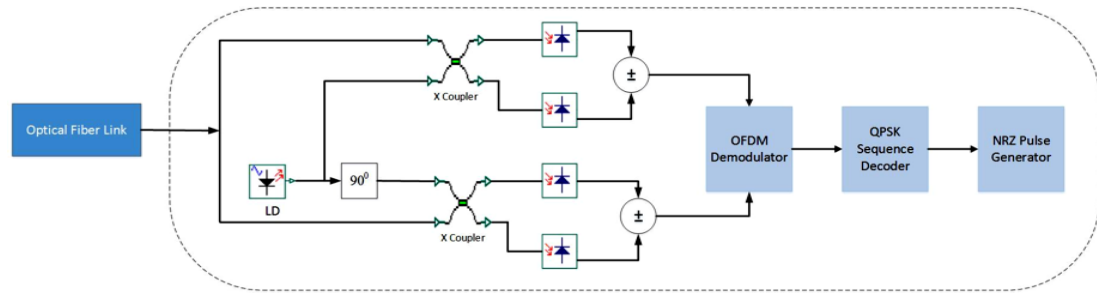 X Coupler
±
Optical Fiber Link
OFDM
Demodulator
QPSK
Sequence
Decoder
NRZ Pulse
Generator
90⁰
LD
X Coupler
±